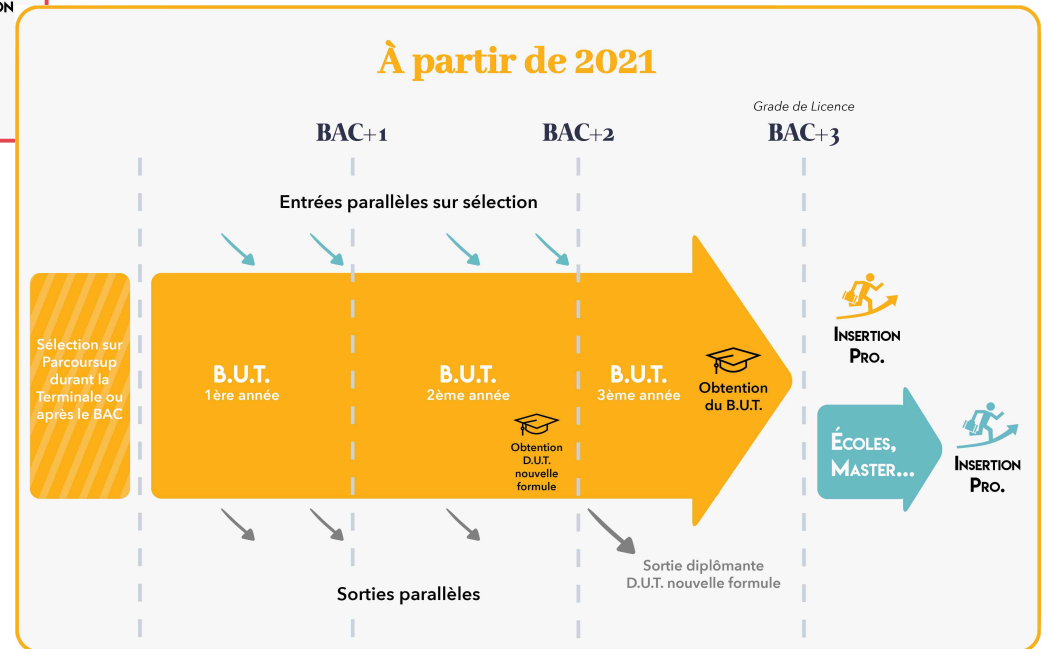 ON
À partir de 2021
Grade de Licence
BAC+1
BAC+2
BAC+3
Entrées parallèles sur sélection
Sélection sur
Parcoursup
durant la
Terminale ou
après le BAC
B.U.T.
1ère année
B.U.T.
2ème année
Obtention
D.U.T.
nouvelle
formule
B.U.T.
3ème année
Obtention
du B.U.T.
INSERTION
PRO.
ÉCOLES,
MASTER...
INSERTION
PRO.
Sortie diplômante
D.U.T. nouvelle formule
Sorties parallèles